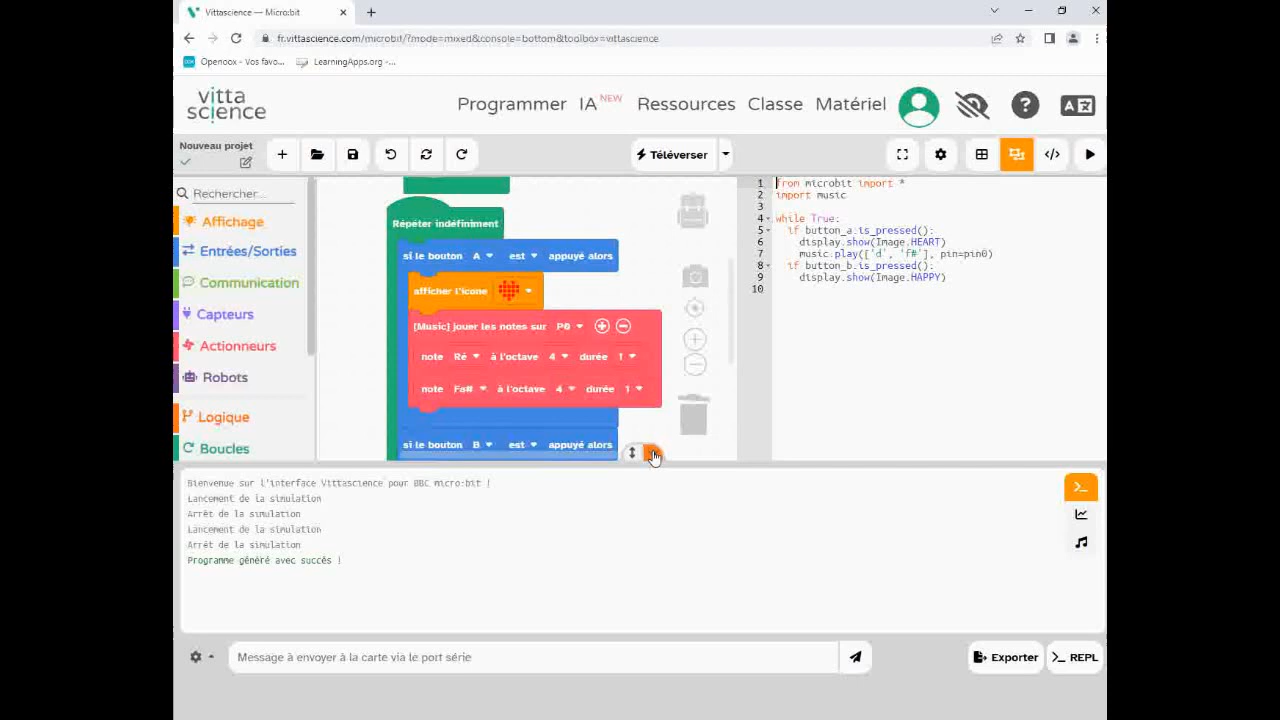 Vittascience — Micro:bit
fr.vittascience.com/microbit/?mode=mixed&console=bottom&toolbox=vittascience
Opendox - Vos favo...
LearningApps.org -...
vitta
science
Programmer IA NEW Ressources Classe Matériel
Nouveau projet
Téléverser
Rechercher...
Affichage
Entrées/Sorties
Communication
Capteurs
Actionneurs
Robots
Logique
Boucles
Répéter indéfiniment
si le bouton A est appuyé alors
afficher l'icone
[Music] jouer les notes sur P0
note Ré à l'octave 4 durée 1
note Fa# à l'octave 4 durée 1
si le bouton B est appuyé alors
1 from microbit import *
2 import music
3
4 while True:
5 if button_a.is_pressed():
6 display.show(Image.HEART)
7 music.play(['d', 'f#'], pin=pin0)
8 if button_b.is_pressed():
9 display.show(Image.HAPPY)
10
Bienvenue sur l'interface Vittascience pour BBC micro:bit !
Lancement de la simulation
Arrêt de la simulation
Lancement de la simulation
Arrêt de la simulation
Programme généré avec succès !
Message à envoyer à la carte via le port série
Exporter
>_ REPL